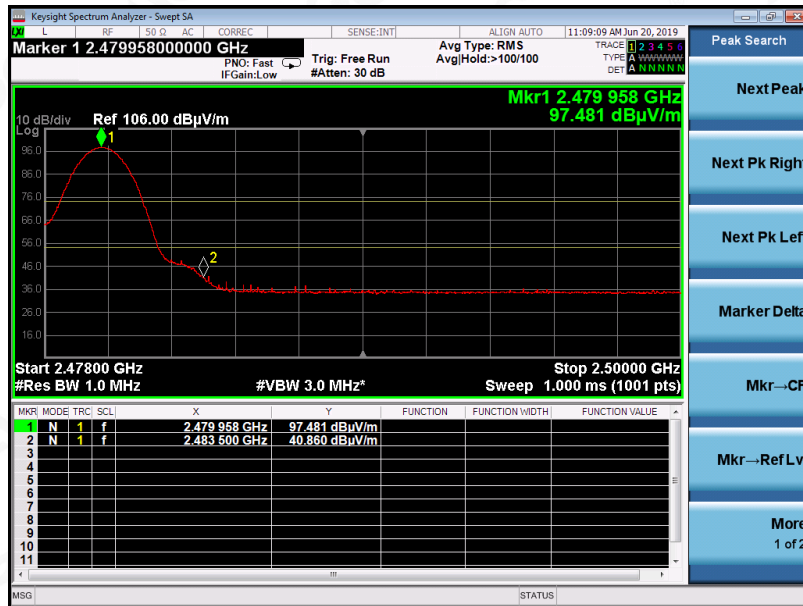 Keysight Spectrum Analyzer - Swept SA
LXI L RF 50 Ω AC CORREC SENSE:INT ALIGN AUTO 11:09:09 AM Jun 20, 2019
Marker 1 2.479958000000 GHz
PNO: Fast
IFGain:Low
Trig: Free Run
#Atten: 30 dB
Avg Type: RMS
Avg|Hold:>100/100
TRACE 1 2 3 4 5 6
TYPE A WWWWW
DET A N N N N N
Mkr1 2.479 958 GHz
97.481 dBµV/m
10 dB/div Ref 106.00 dBµV/m
Log
1
96.0
86.0
76.0
66.0
56.0
2
46.0
36.0
26.0
16.0
Start 2.47800 GHz Stop 2.50000 GHz
#Res BW 1.0 MHz #VBW 3.0 MHz* Sweep 1.000 ms (1001 pts)
MKR MODE TRC SCL X Y FUNCTION FUNCTION WIDTH FUNCTION VALUE
1 N 1 f 2.479 958 GHz 97.481 dBµV/m
2 N 1 f 2.483 500 GHz 40.860 dBµV/m
3
4
5
6
7
8
9
10
11
MSG STATUS
Peak Search
Next Peak
Next Pk Right
Next Pk Left
Marker Delta
Mkr→CF
Mkr→Ref Lv
More
1 of 2